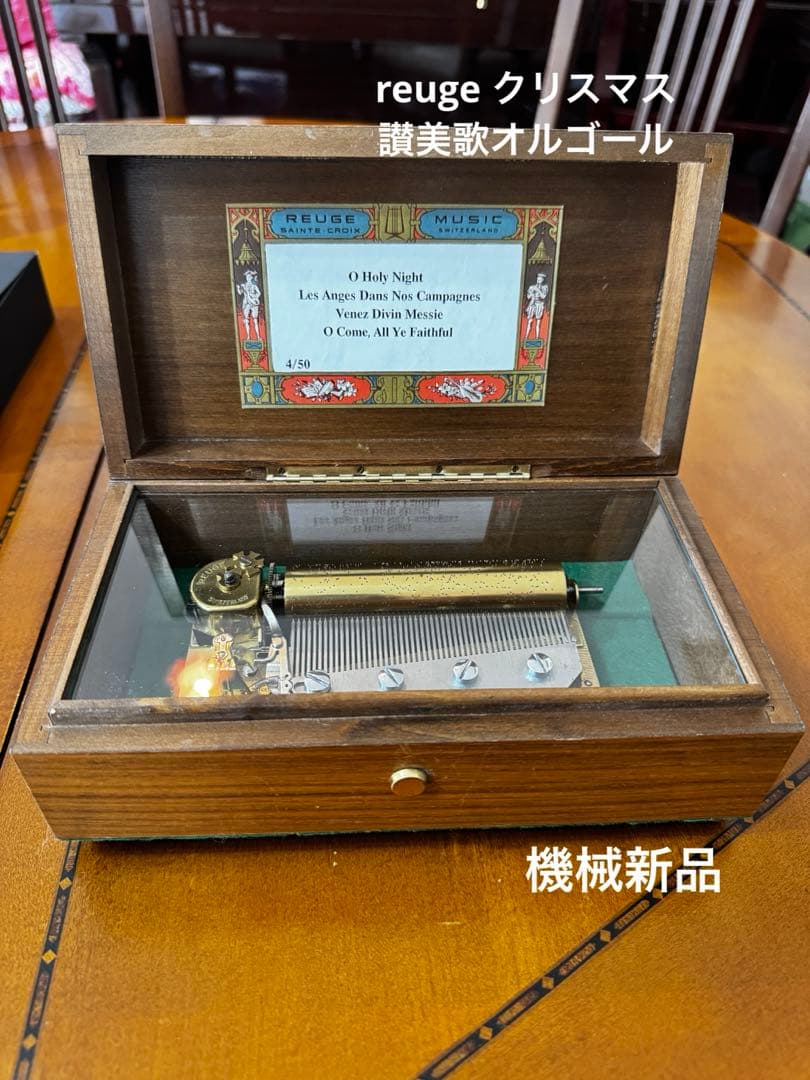 reuge クリスマス
讃美歌オルゴール
REUGE MUSIC
SAINTE-CROIX SWITZERLAND
O Holy Night
Les Anges Dans Nos Campagnes
Venez Divin Messie
O Come, All Ye Faithful
4/50
REUGE
SWITZERLAND
機械新品